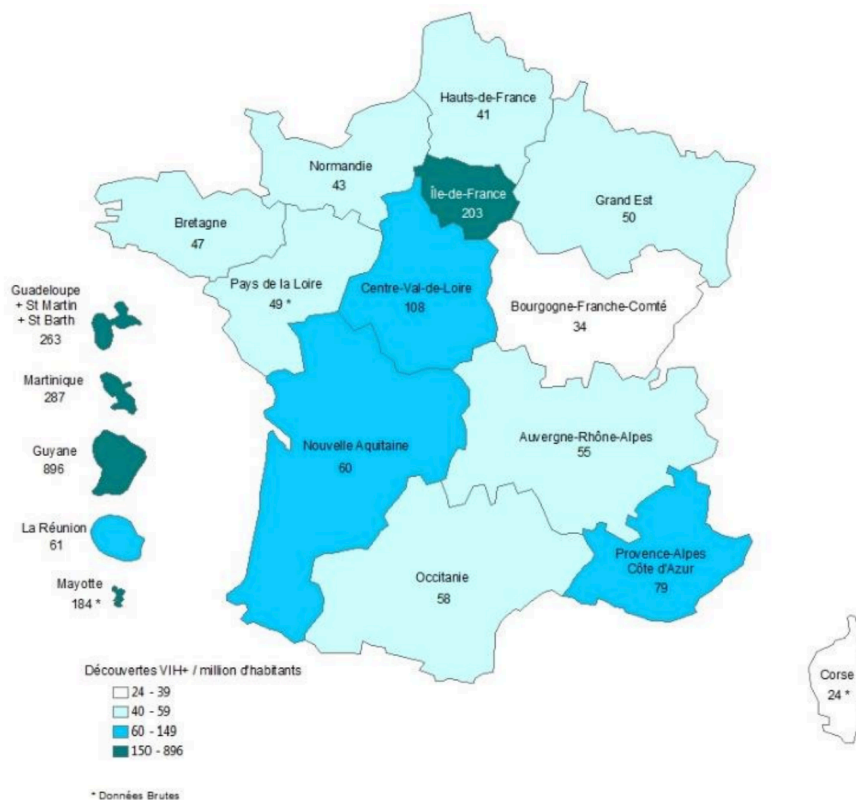 Hauts-de-France
41
Normandie
43
Île-de-France
203
Grand Est
50
Bretagne
47
Pays de la Loire
49 *
Centre-Val-de-Loire
108
Bourgogne-Franche-Comté
34
Guadeloupe
+ St Martin
+ St Barth
263
Martinique
287
Guyane
896
La Réunion
61
Mayotte
184 *
Nouvelle Aquitaine
60
Auvergne-Rhône-Alpes
55
Occitanie
58
Provence-Alpes
Côte d'Azur
79
Corse
24 *
Découvertes VIH+ / million d'habitants
24 - 39
40 - 59
60 - 149
150 - 896
* Données Brutes